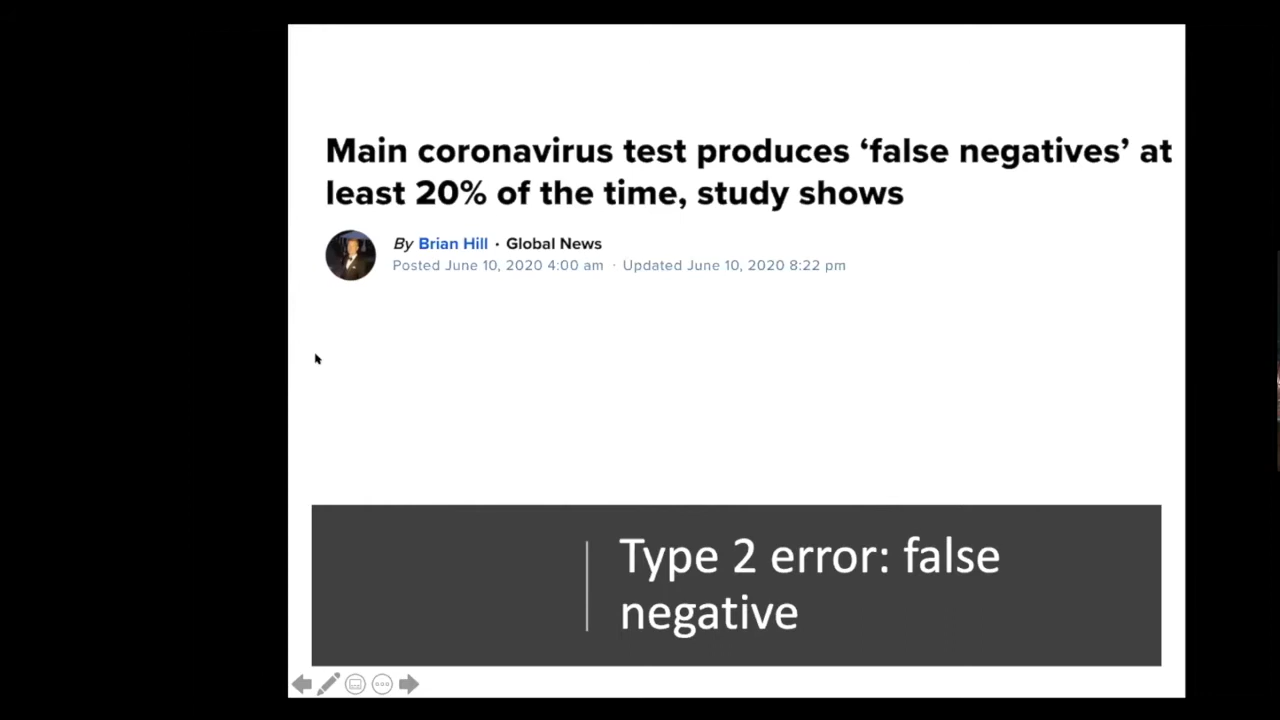 Main coronavirus test produces ‘false negatives’ at
least 20% of the time, study shows
By Brian Hill · Global News
Posted June 10, 2020 4:00 am · Updated June 10, 2020 8:22 pm
Type 2 error: false
negative